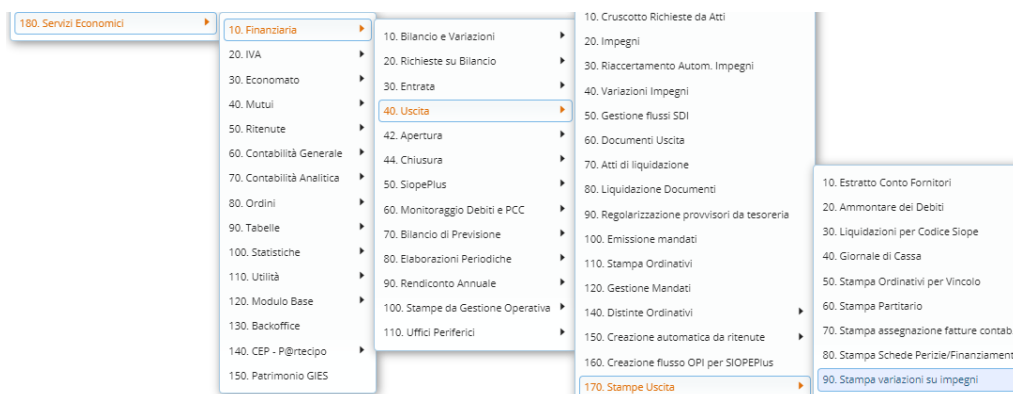 180. Servizi Economici
10. Finanziaria
20. IVA
30. Economato
40. Mutui
50. Ritenute
60. Contabilità Generale
70. Contabilità Analitica
80. Ordini
90. Tabelle
100. Statistiche
110. Utilità
120. Modulo Base
130. Backoffice
140. CEP - P@rtecipo
150. Patrimonio GIES
10. Bilancio e Variazioni
20. Richieste su Bilancio
30. Entrata
40. Uscita
42. Apertura
44. Chiusura
50. SiopePlus
60. Monitoraggio Debiti e PCC
70. Bilancio di Previsione
80. Elaborazioni Periodiche
90. Rendiconto Annuale
100. Stampe da Gestione Operativa
110. Uffici Periferici
10. Cruscotto Richieste da Atti
20. Impegni
30. Riaccertamento Autom. Impegni
40. Variazioni Impegni
50. Gestione flussi SDI
60. Documenti Uscita
70. Atti di liquidazione
80. Liquidazione Documenti
90. Regolarizzazione provvisori da tesoreria
100. Emissione mandati
110. Stampa Ordinativi
120. Gestione Mandati
140. Distinte Ordinativi
150. Creazione automatica da ritenute
160. Creazione flusso OPI per SIOPEPlus
170. Stampe Uscita
10. Estratto Conto Fornitori
20. Ammontare dei Debiti
30. Liquidazioni per Codice Siope
40. Giornale di Cassa
50. Stampa Ordinativi per Vincolo
60. Stampa Partitario
70. Stampa assegnazione fatture contab.
80. Stampa Schede Perizie/Finanziament
90. Stampa variazioni su impegni